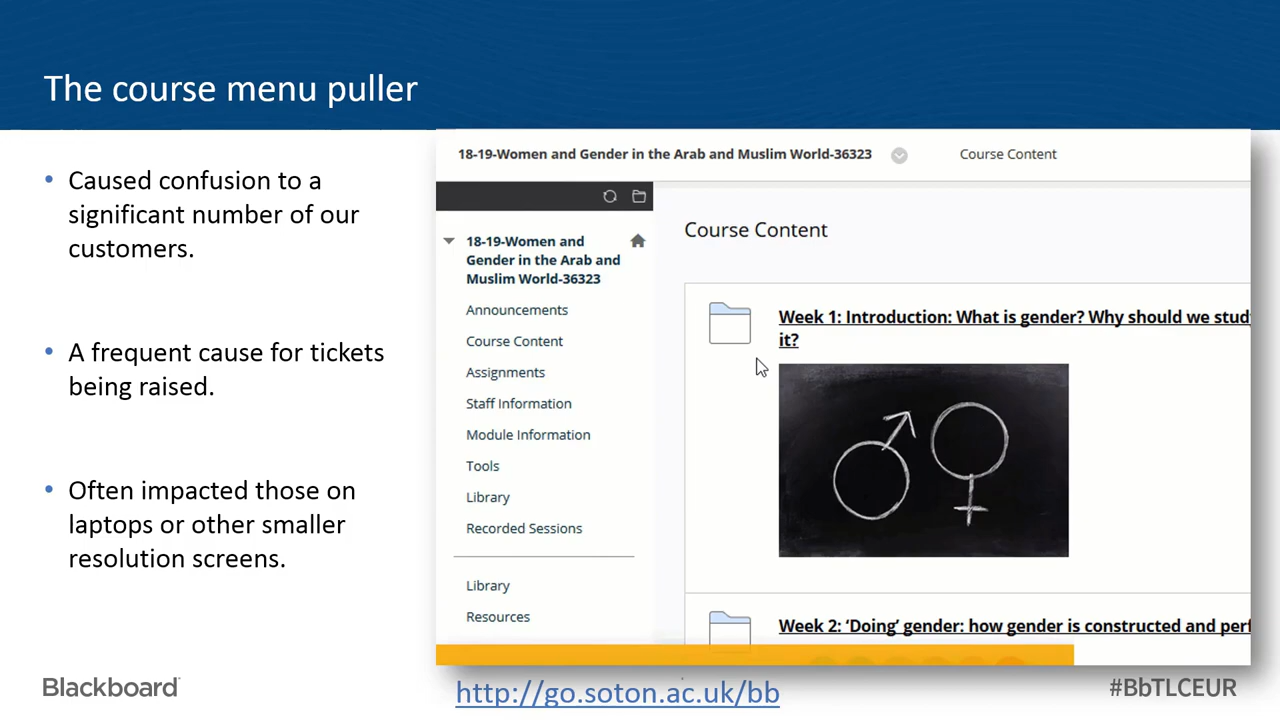 The course menu puller
• Caused confusion to a
significant number of our
customers.
• A frequent cause for tickets
being raised.
• Often impacted those on
laptops or other smaller
resolution screens.
18-19-Women and Gender in the Arab and Muslim World-36323
Course Content
18-19-Women and
Gender in the Arab and
Muslim World-36323
Announcements
Course Content
Assignments
Staff Information
Module Information
Tools
Library
Recorded Sessions
Library
Resources
Course Content
Week 1: Introduction: What is gender? Why should we stud
it?
Week 2: ‘Doing’ gender: how gender is constructed and perf
Blackboard
http://go.soton.ac.uk/bb
#BbTLCEUR